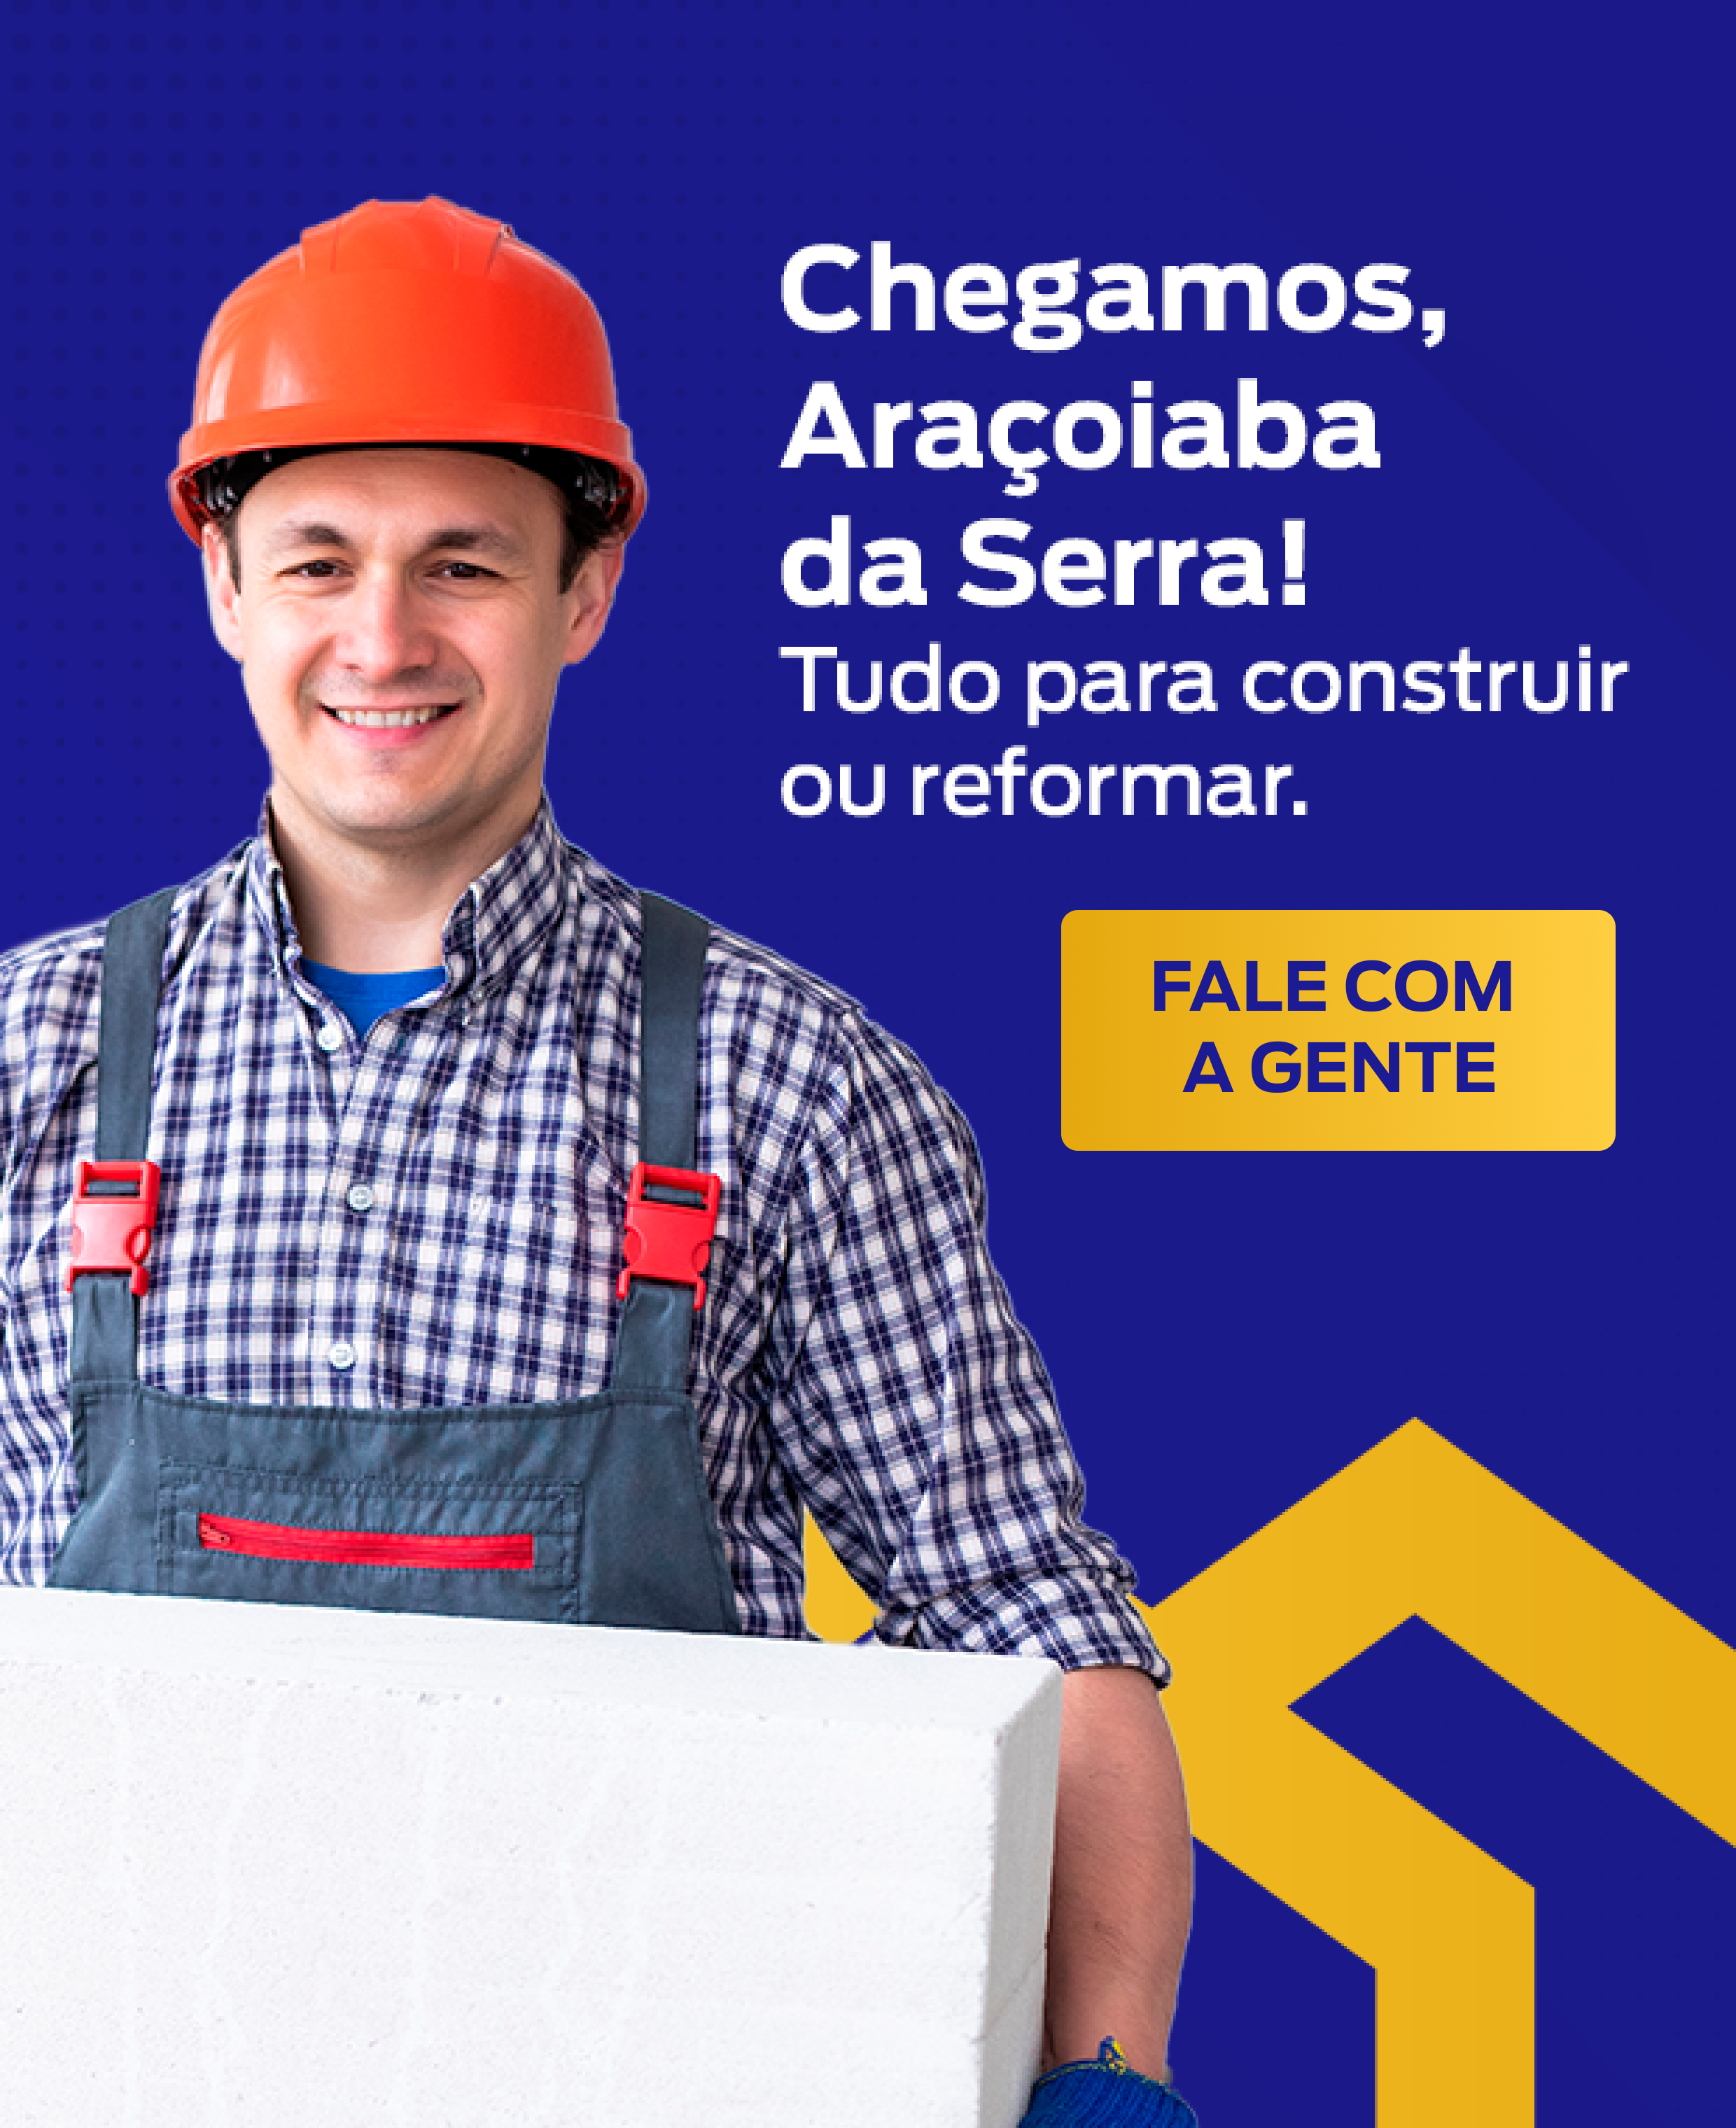 Chegamos,
Araçoiaba
da Serra!
Tudo para construir
ou reformar.
FALE COM
A GENTE